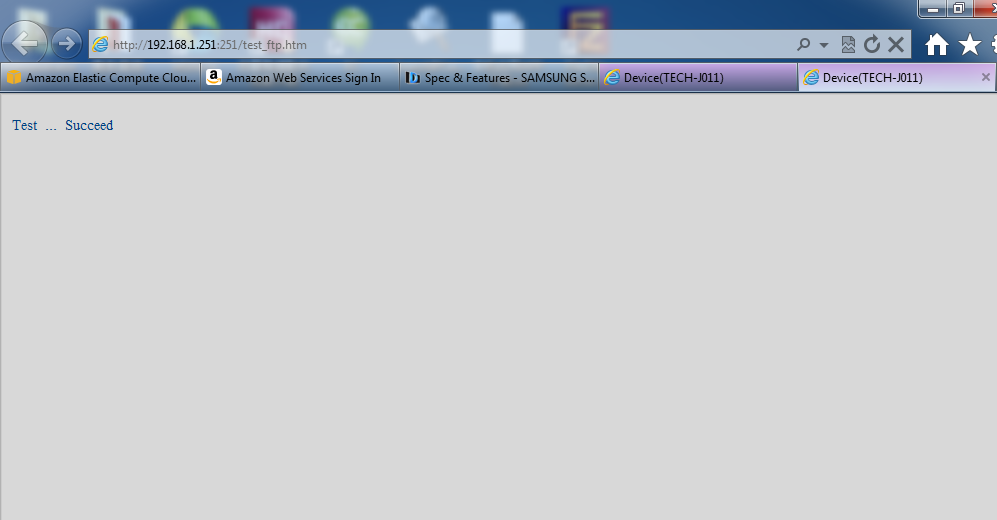 http://192.168.1.251:251/test_ftp.htm
Amazon Elastic Compute Clou...
Amazon Web Services Sign In
Spec & Features - SAMSUNG S...
Device(TECH-J011)
Device(TECH-J011)
Test ... Succeed